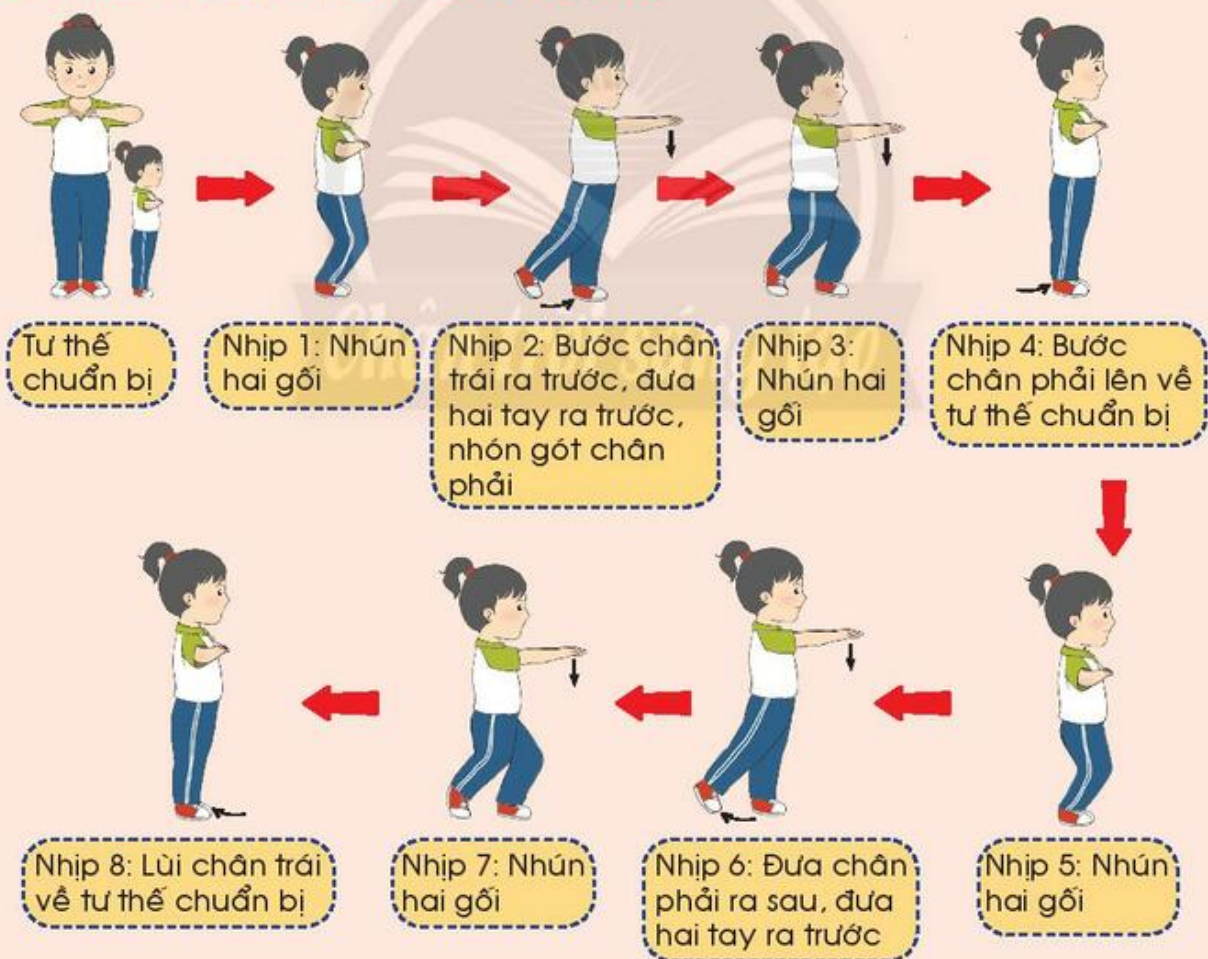 Tư thế
chuẩn bị
Nhịp 1: Nhún
hai gối
Nhịp 2: Bước chân
trái ra trước, đưa
hai tay ra trước,
nhón gót chân
phải
Nhịp 3:
Nhún hai
gối
Nhịp 4: Bước
chân phải lên về
tư thế chuẩn bị
Nhịp 5: Nhún
hai gối
Nhịp 6: Đưa chân
phải ra sau, đưa
hai tay ra trước
Nhịp 7: Nhún
hai gối
Nhịp 8: Lùi chân trái
về tư thế chuẩn bị